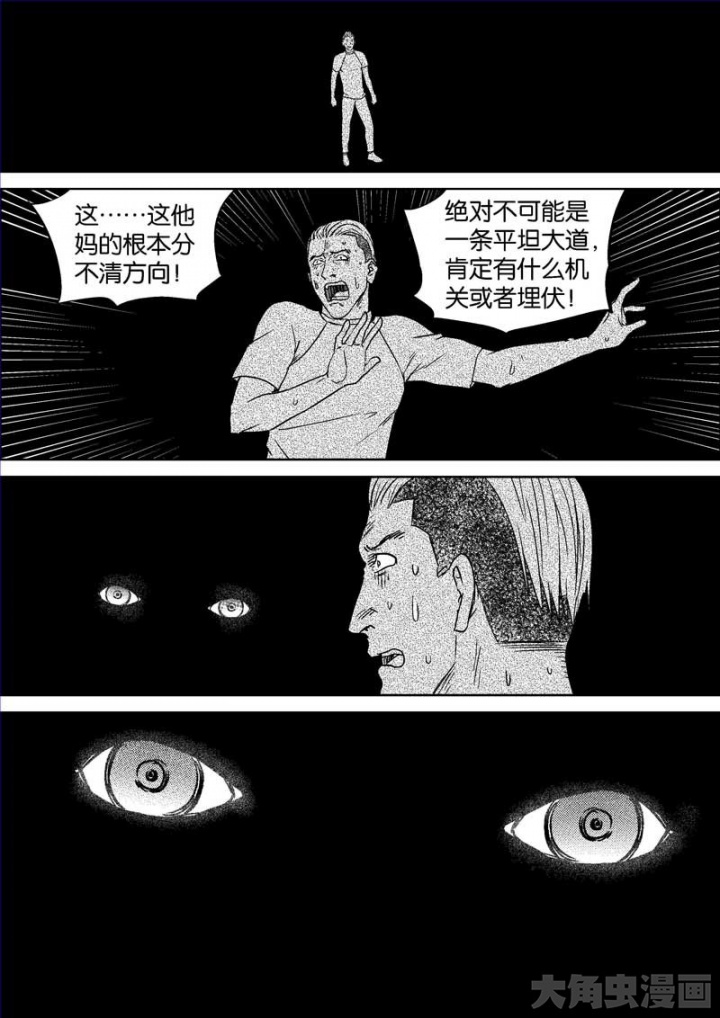 这……这他
妈的根本分
不清方向！
绝对不可能是
一条平坦大道，
肯定有什么机
关或者埋伏！
大角虫漫画